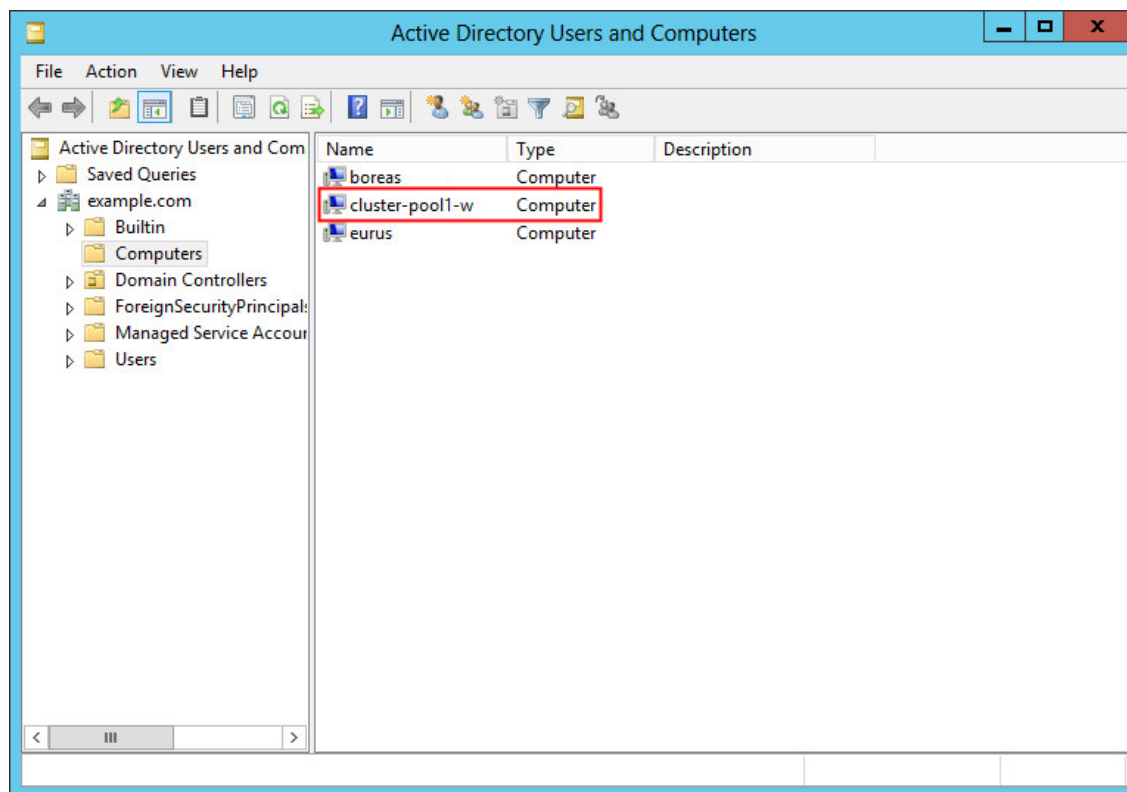 Active Directory Users and Computers
File Action View Help
Active Directory Users and Com
Saved Queries
example.com
Builtin
Computers
Domain Controllers
ForeignSecurityPrincipals
Managed Service Accour
Users
Name Type Description
boreas Computer
cluster-pool1-w Computer
eurus Computer